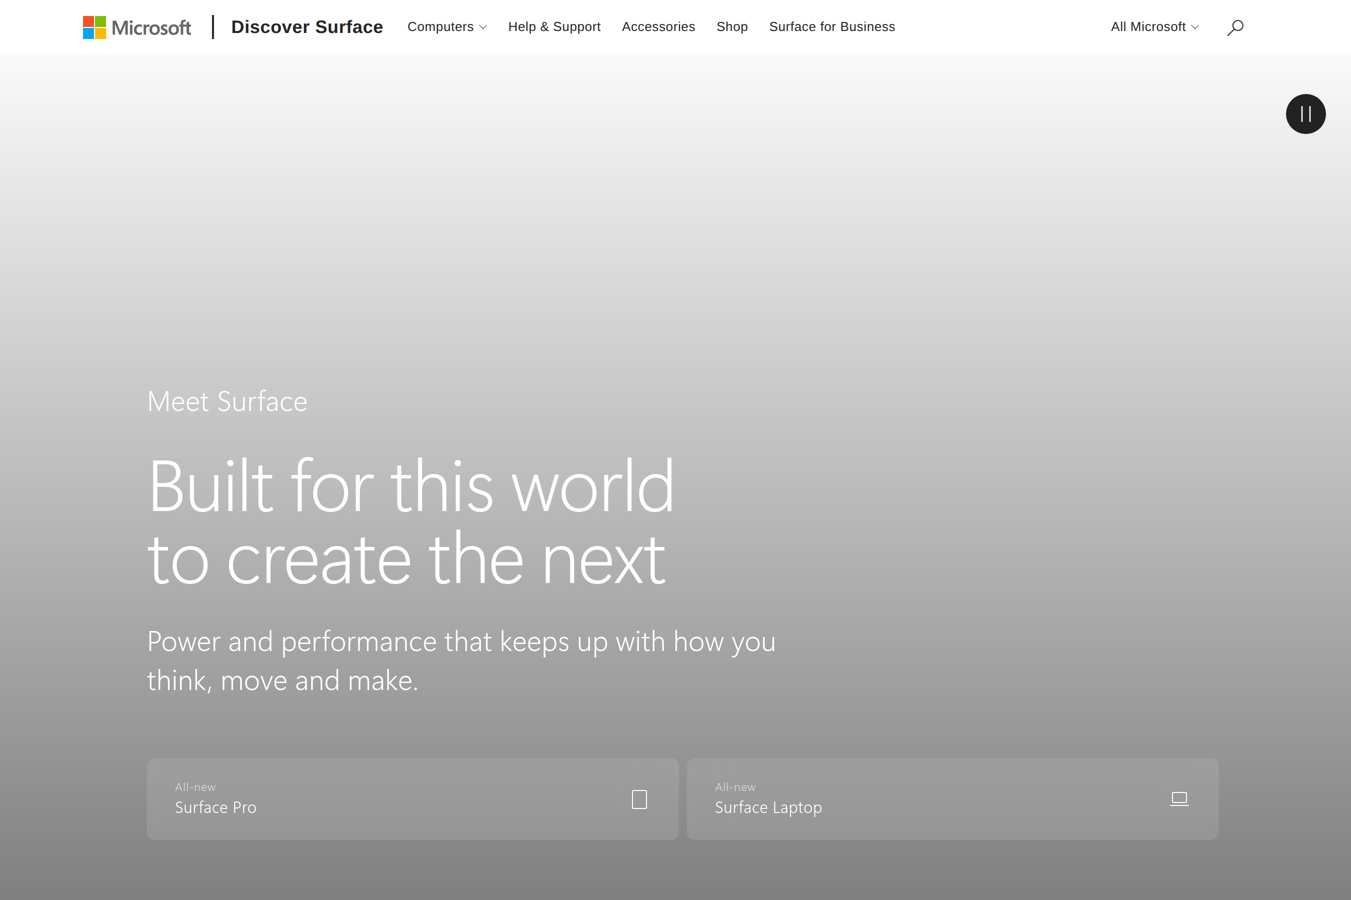 Microsoft
Discover Surface
Computers
Help & Support
Accessories
Shop
Surface for Business
All Microsoft
Meet Surface
Built for this world
to create the next
Power and performance that keeps up with how you
think, move and make.
All-new
Surface Pro
All-new
Surface Laptop